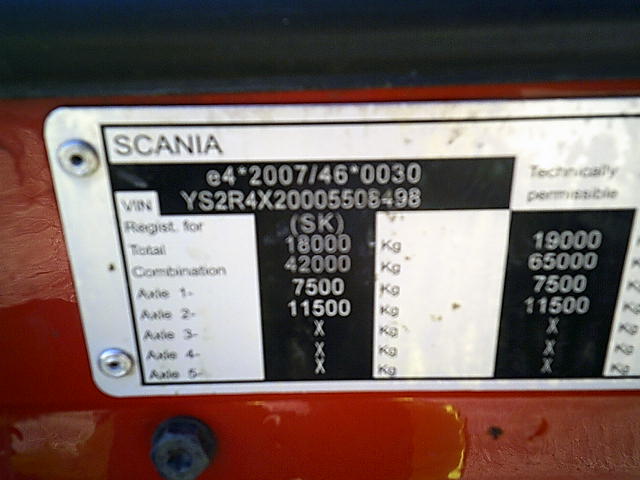 SCANIA
e4*2007/46*0030 Technically
VIN YS2R4X20005508498 permissible
Regist. for (SK)
Total 18000 Kg 19000
Combination 42000 Kg 65000
Axle 1- 7500 Kg 7500
Axle 2- 11500 Kg 11500
Axle 3- X Kg X
Axle 4- X Kg X
Axle 5- X Kg X